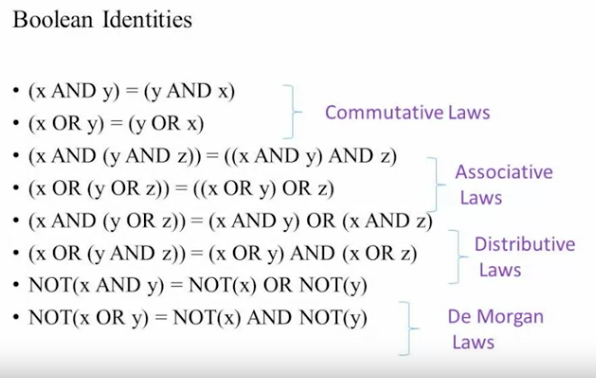 Boolean Identities
• (x AND y) = (y AND x)
• (x OR y) = (y OR x)
Commutative Laws
• (x AND (y AND z)) = ((x AND y) AND z)
• (x OR (y OR z)) = ((x OR y) OR z)
Associative
Laws
• (x AND (y OR z)) = (x AND y) OR (x AND z)
• (x OR (y AND z)) = (x OR y) AND (x OR z)
Distributive
Laws
• NOT(x AND y) = NOT(x) OR NOT(y)
• NOT(x OR y) = NOT(x) AND NOT(y)
De Morgan
Laws